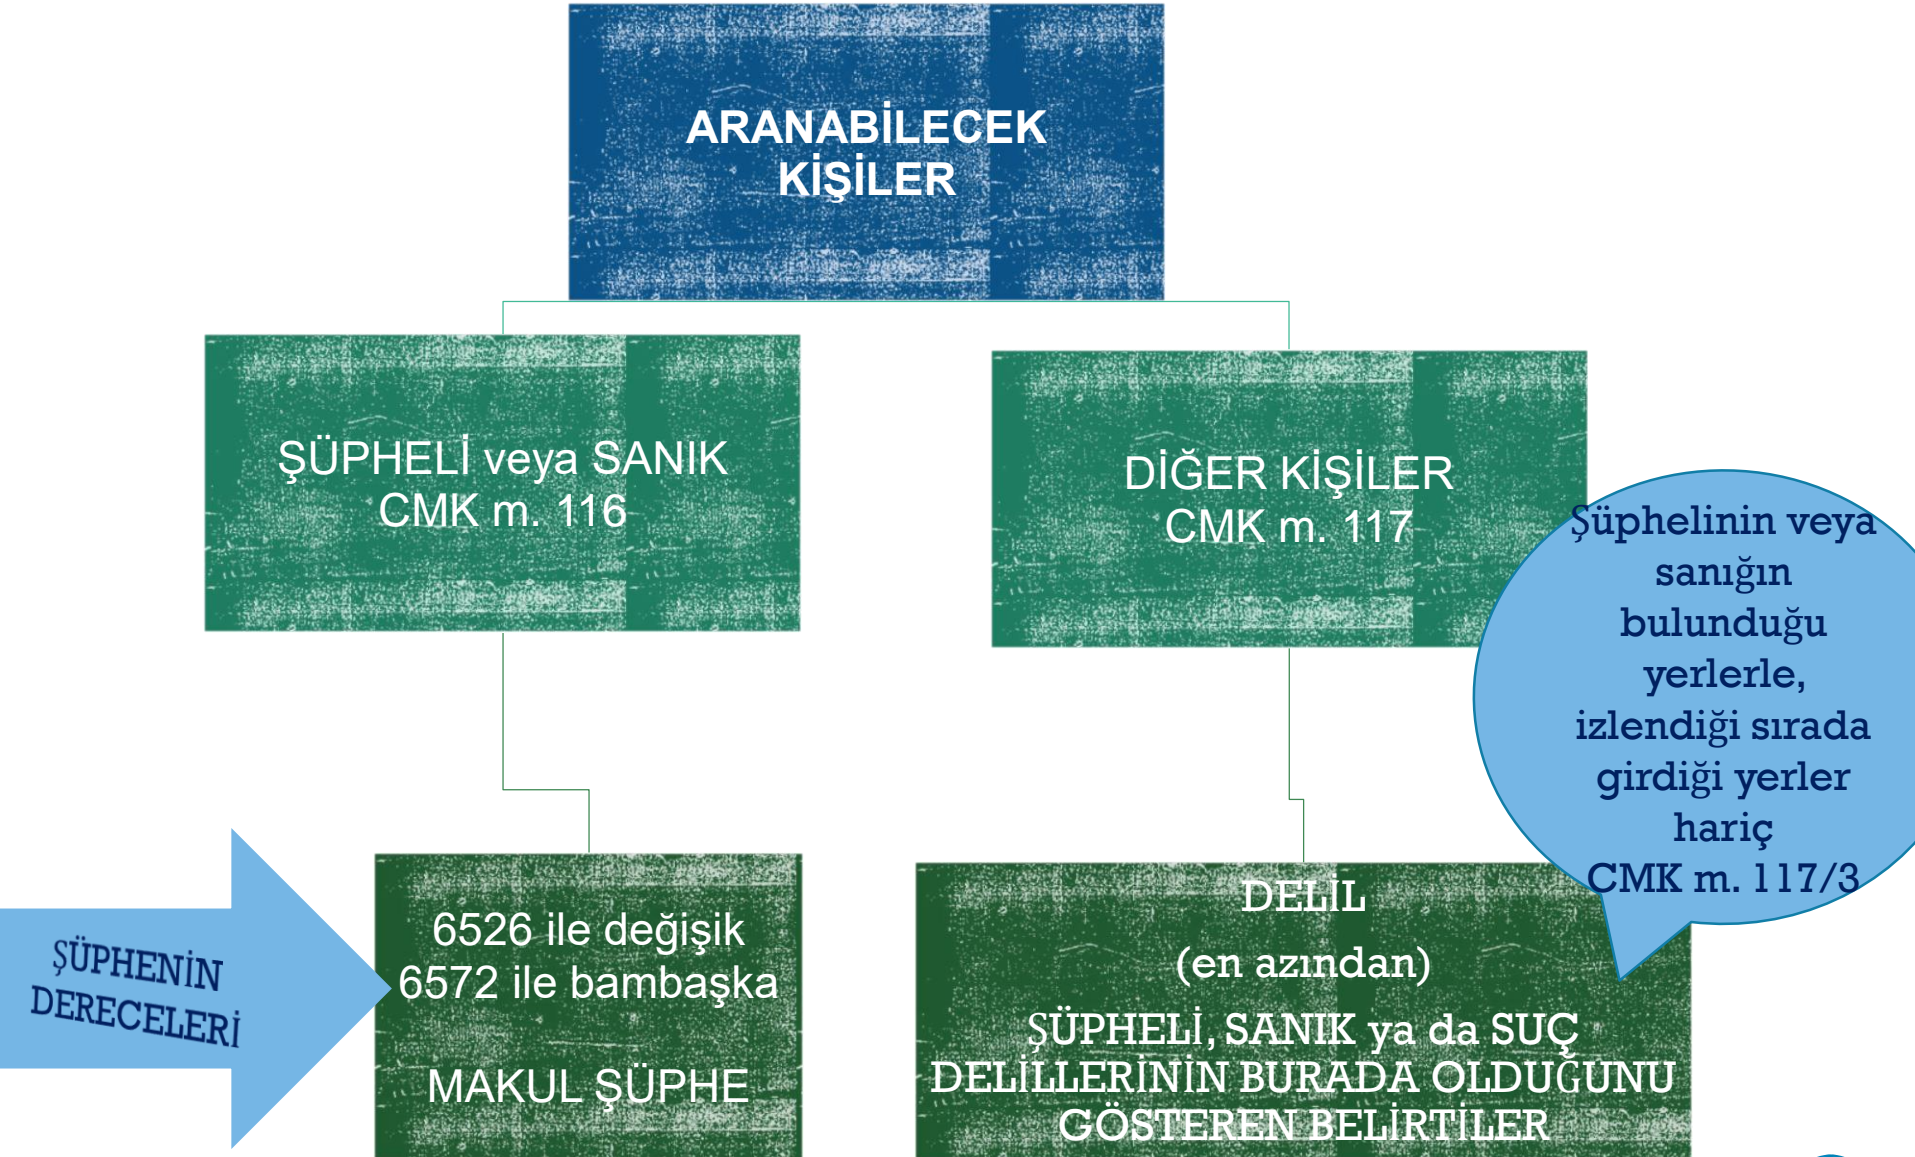 ARANABİLECEK
KİŞİLER
ŞÜPHELİ veya SANIK
CMK m. 116
DİĞER KİŞİLER
CMK m. 117
Şüphelinin veya
sanığın
bulunduğu
yerlerle,
izlendiği sırada
girdiği yerler
hariç
CMK m. 117/3
ŞÜPHENİN
DERECELERİ
6526 ile değişik
6572 ile bambaşka
MAKUL ŞÜPHE
DELİL
(en azından)
ŞÜPHELİ, SANIK ya da SUÇ
DELİLLERİNİN BURADA OLDUĞUNU
GÖSTEREN BELİRTİLER